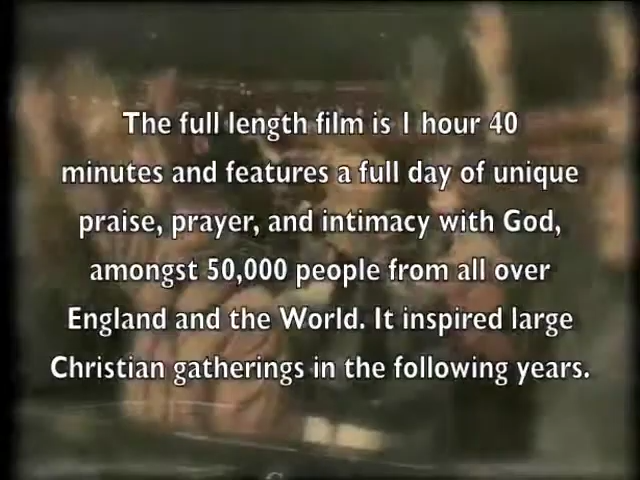 The full length film is 1 hour 40
minutes and features a full day of unique
praise, prayer, and intimacy with God,
amongst 50,000 people from all over
England and the World. It inspired large
Christian gatherings in the following years.